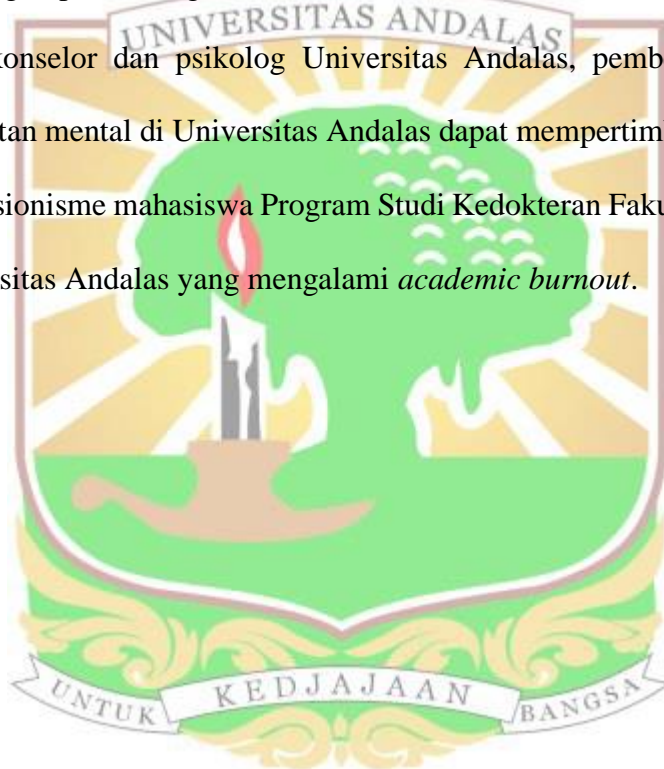 UNIVERSITAS ANDALAS
konselor dan psikolog Universitas Andalas, pemb
tan mental di Universitas Andalas dapat mempertim
sionisme mahasiswa Program Studi Kedokteran Faku
sitas Andalas yang mengalami academic burnout.
UNTUK KEDJAJAAN BANGSA